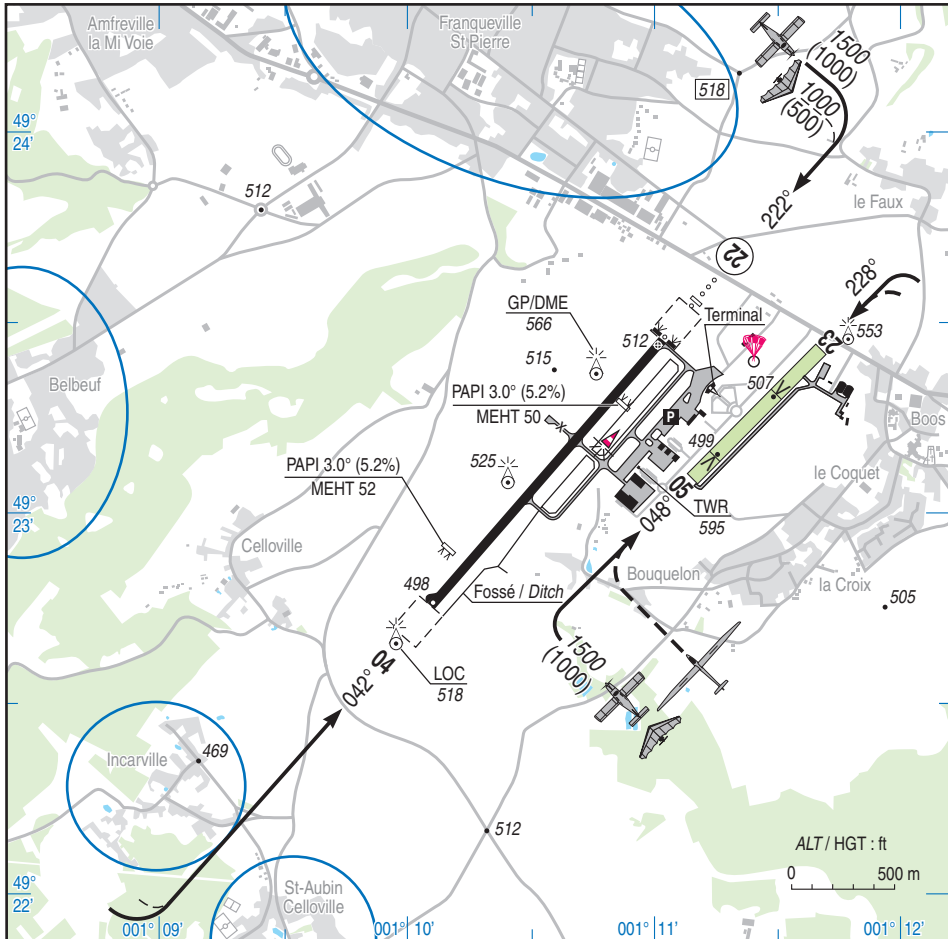 Amfreville
la Mi Voie
Franqueville
St Pierre
1500
(1000)
1000
(500)
518
49°
24'
222°
le Faux
512
22
228°
GP/DME
566
Terminal
553
23
512
515
Belbeuf
PAPI 3.0° (5.2%)
MEHT 50
507
P
Boos
499
PAPI 3.0° (5.2%)
MEHT 52
525
le Coquet
05
49°
23'
048°
TWR
595
Celloville
Bouquelon
la Croix
498
Fossé / Ditch
505
1500
(1000)
04
042°
LOC
518
Incarville
469
512
ALT / HGT : ft
0 500 m
49°
22'
St-Aubin
Celloville
001° 09'
001° 10'
001° 11'
001° 12'